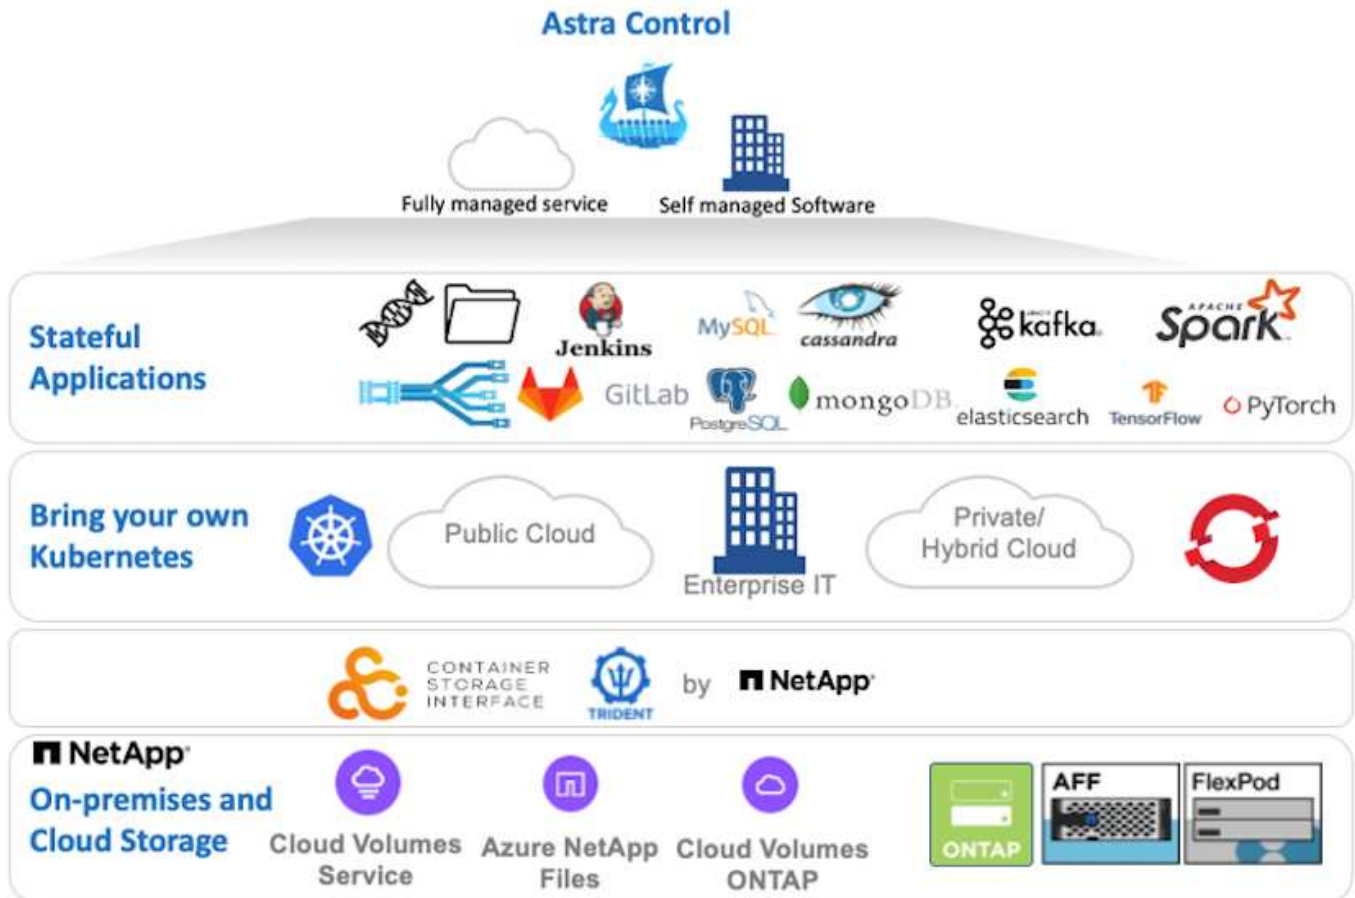 Astra Control
Fully managed service
Self managed Software
Stateful
Applications
Jenkins
MySQL
cassandra
kafka
APACHE
Spark
GitLab
PostgreSQL
mongoDB
elasticsearch
TensorFlow
PyTorch
Bring your own
Kubernetes
Public Cloud
Enterprise IT
Private/
Hybrid Cloud
CONTAINER
STORAGE
INTERFACE
TRIDENT
by
NetApp
NetApp
On-premises and
Cloud Storage
Cloud Volumes
Service
Azure NetApp
Files
Cloud Volumes
ONTAP
ONTAP
AFF
FlexPod